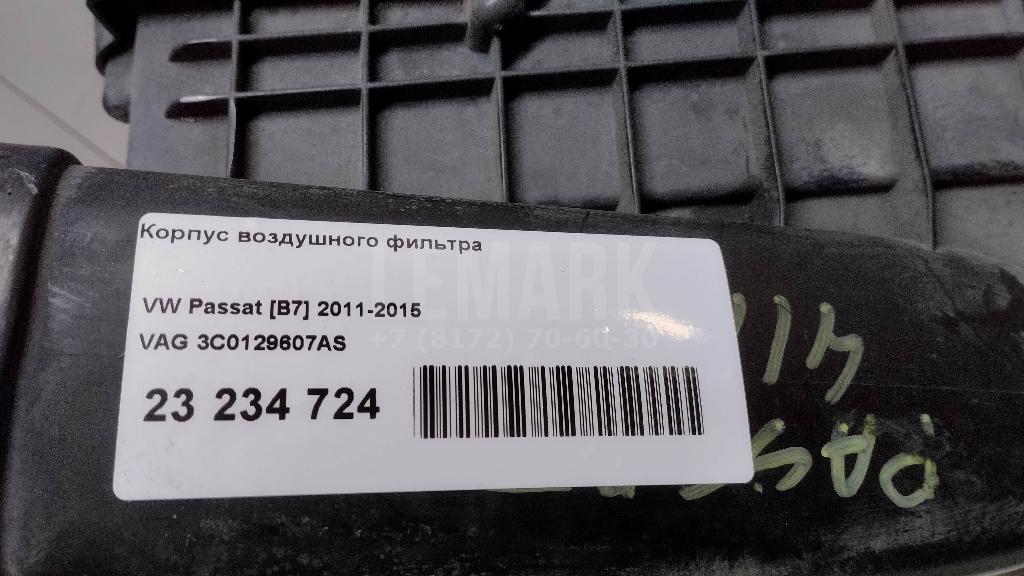 Корпус воздушного фильтра
LEMARK
VW Passat [B7] 2011-2015
+7 (8172) 70-60-30
VAG 3C0129607AS
23 234 724